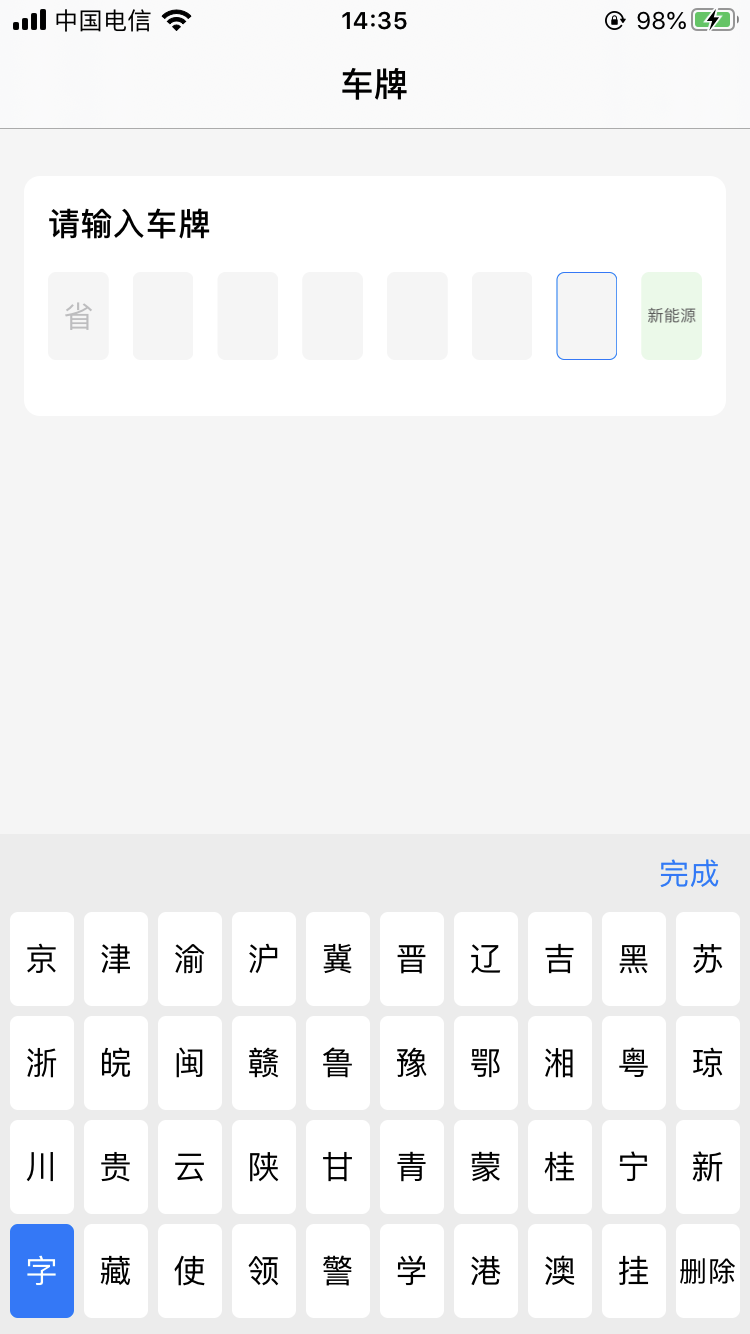 中国电信 14:35 98%
车牌
请输入车牌
省 新能源
完成
京 津 渝 沪 冀 晋 辽 吉 黑 苏
浙 皖 闽 赣 鲁 豫 鄂 湘 粤 琼
川 贵 云 陕 甘 青 蒙 桂 宁 新
字 藏 使 领 警 学 港 澳 挂 删除